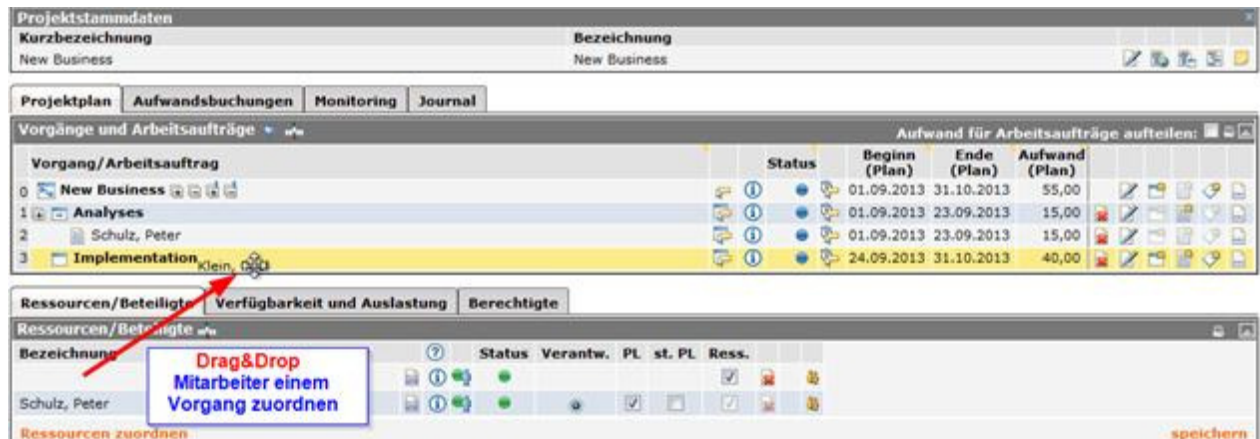 Projektstammdaten
Kurzbezeichnung Bezeichnung
New Business New Business
Projektplan Aufwandsbuchungen Monitoring Journal
Vorgänge und Arbeitsaufträge Aufwand für Arbeitsaufträge aufteilen:
Vorgang/Arbeitsauftrag Status Beginn (Plan) Ende (Plan) Aufwand (Plan)
0 New Business 01.09.2013 31.10.2013 55,00
1 Analyses 01.09.2013 23.09.2013 15,00
2 Schulz, Peter 01.09.2013 23.09.2013 15,00
3 Implementation 24.09.2013 31.10.2013 40,00
Klein,
Ressourcen/Beteiligte Verfügbarkeit und Auslastung Berechtigte
Ressourcen/Beteiligte
Bezeichnung Status Verantw. PL st. PL Ress.
Drag&Drop
Mitarbeiter einem
Vorgang zuordnen
Schulz, Peter
Ressourcen zuordnen speichern